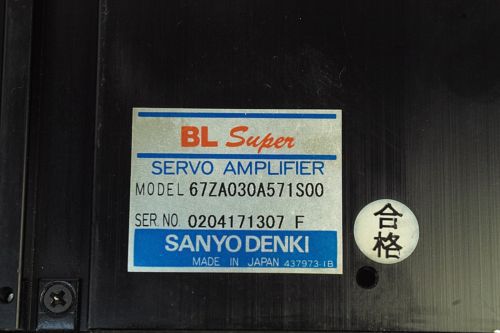 BL Super
SERVO AMPLIFIER
MODEL 67ZA030A571S00
SER.NO. 0204171307 F
SANYO DENKI
MADE IN JAPAN 437973-1B
合格